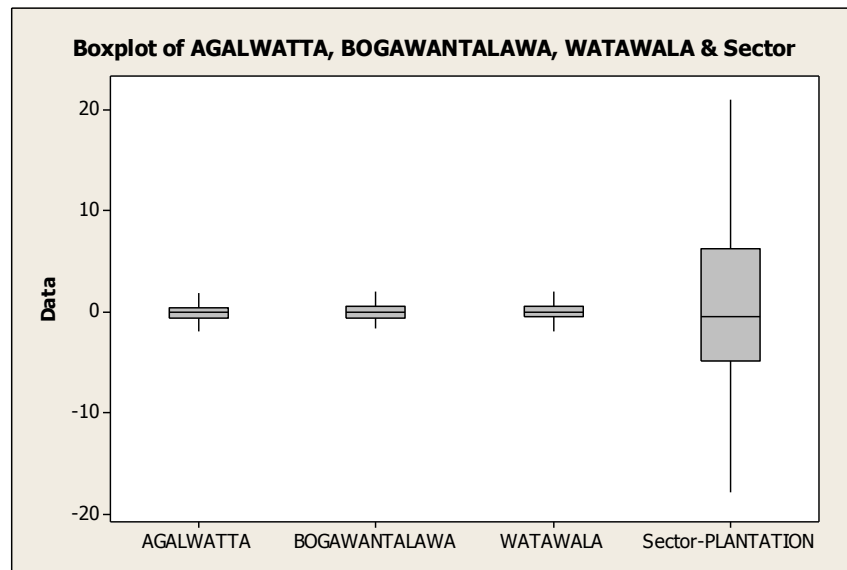 Boxplot of AGALWATTA, BOGAWANTALAWA, WATAWALA & Sector
20
10
0
-10
-20
Data
AGALWATTA BOGAWANTALAWA WATAWALA Sector-PLANTATION